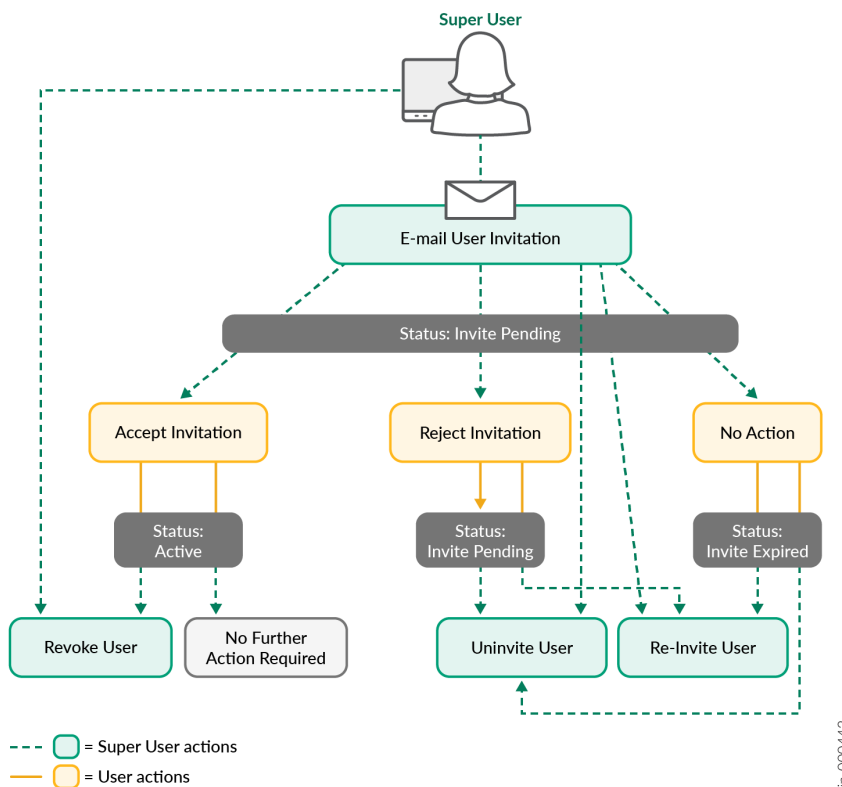 Super User
E-mail User Invitation
Status: Invite Pending
Accept Invitation
Reject Invitation
No Action
Status:
Active
Status:
Invite Pending
Status:
Invite Expired
Revoke User
No Further
Action Required
Uninvite User
Re-Invite User
= Super User actions
= User actions